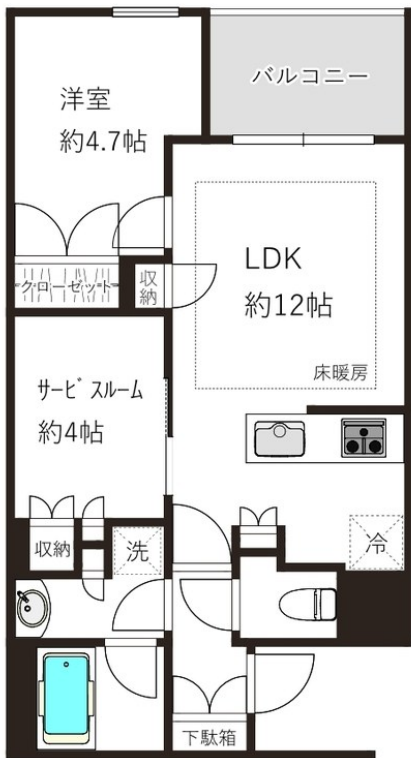 バルコニー
洋室
約4.7帖
LDK
約12帖
床暖房
クローゼット
収納
サービスルーム
約4帖
収納
洗
冷
下駄箱